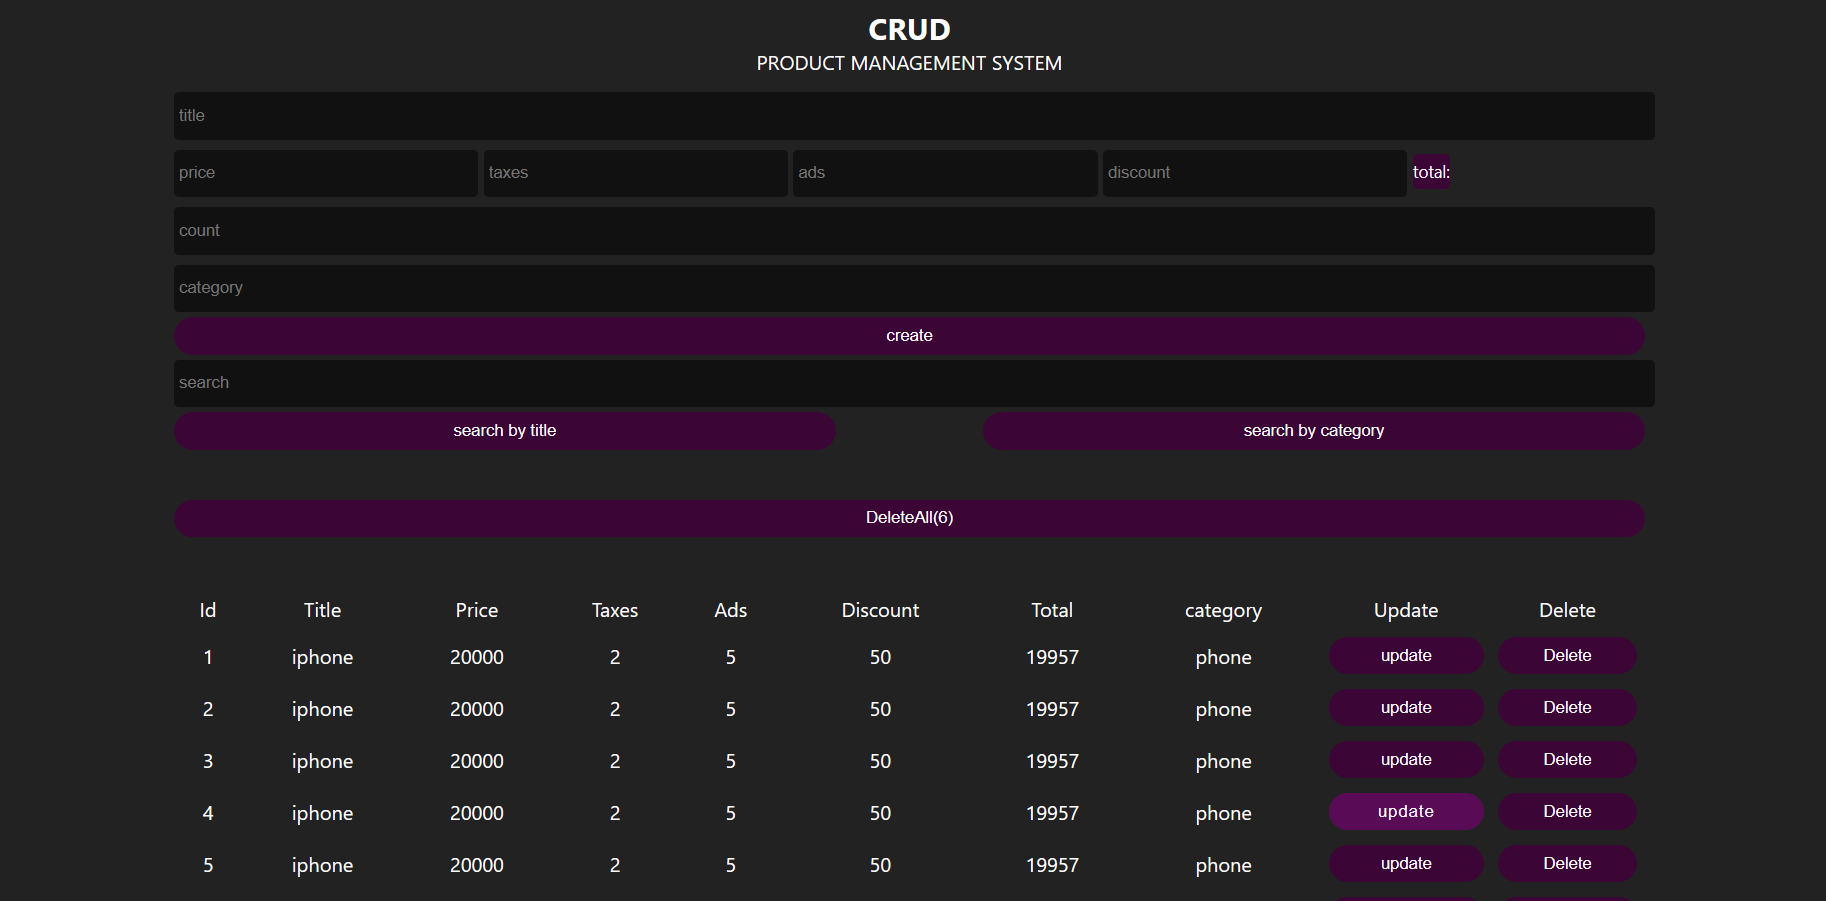 CRUD
PRODUCT MANAGEMENT SYSTEM
title
price taxes ads discount total:
count
category
create
search
search by title search by category
DeleteAll(6)
Id Title Price Taxes Ads Discount Total category Update Delete
1 iphone 20000 2 5 50 19957 phone update Delete
2 iphone 20000 2 5 50 19957 phone update Delete
3 iphone 20000 2 5 50 19957 phone update Delete
4 iphone 20000 2 5 50 19957 phone update Delete
5 iphone 20000 2 5 50 19957 phone update Delete